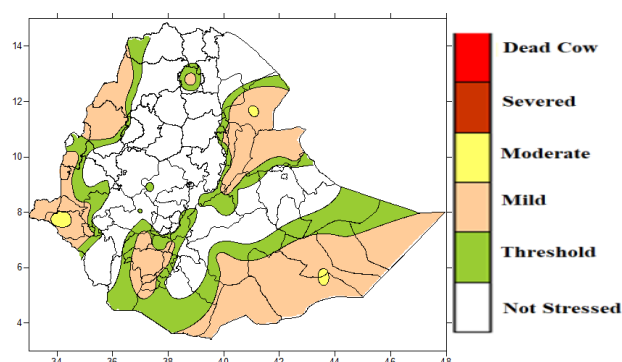 14
12
10
8
6
4
34 36 38 40 42 44 46 48
Dead Cow
Severed
Moderate
Mild
Threshold
Not Stressed